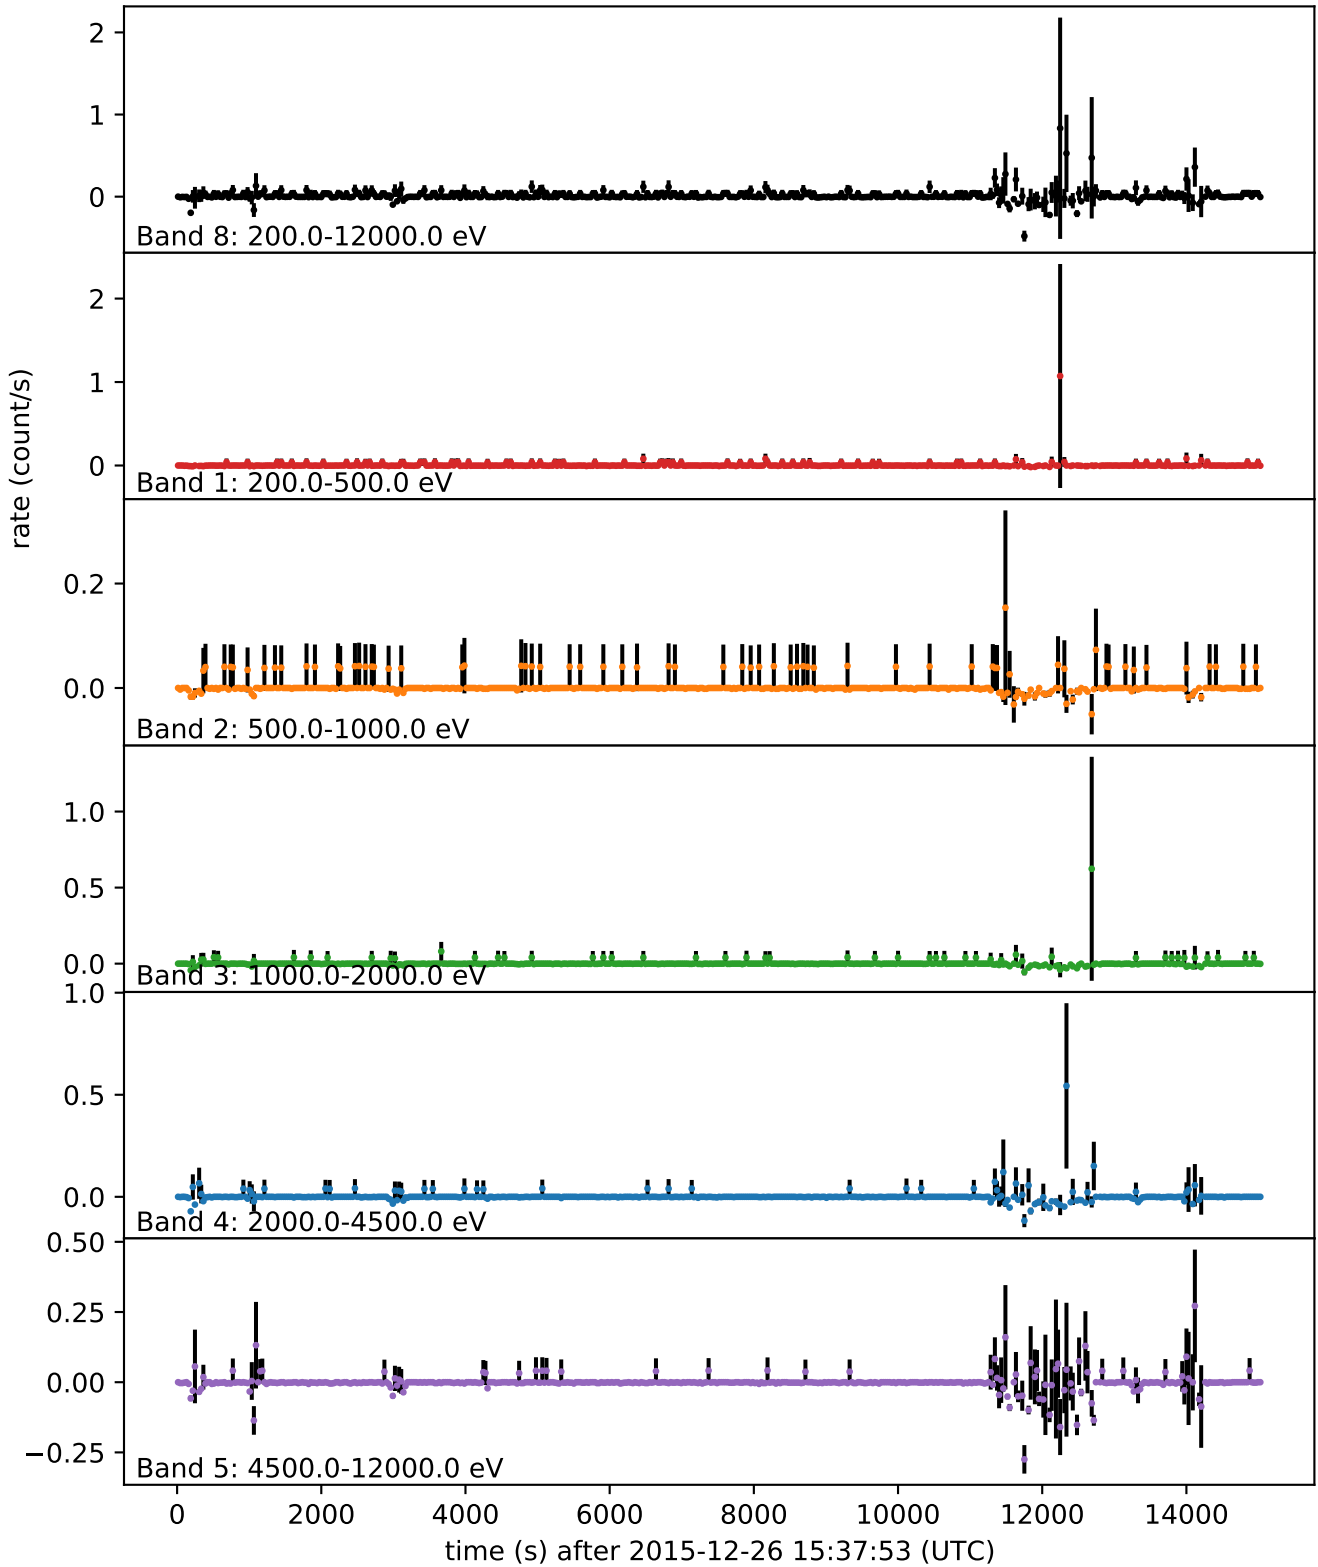 rate (count/s)
2
1
0
Band 8: 200.0-12000.0 eV
2
1
0
Band 1: 200.0-500.0 eV
0.2
0.0
Band 2: 500.0-1000.0 eV
1.0
0.5
0.0
Band 3: 1000.0-2000.0 eV
1.0
0.5
0.0
Band 4: 2000.0-4500.0 eV
0.50
0.25
0.00
−0.25
Band 5: 4500.0-12000.0 eV
0 2000 4000 6000 8000 10000 12000 14000
time (s) after 2015-12-26 15:37:53 (UTC)